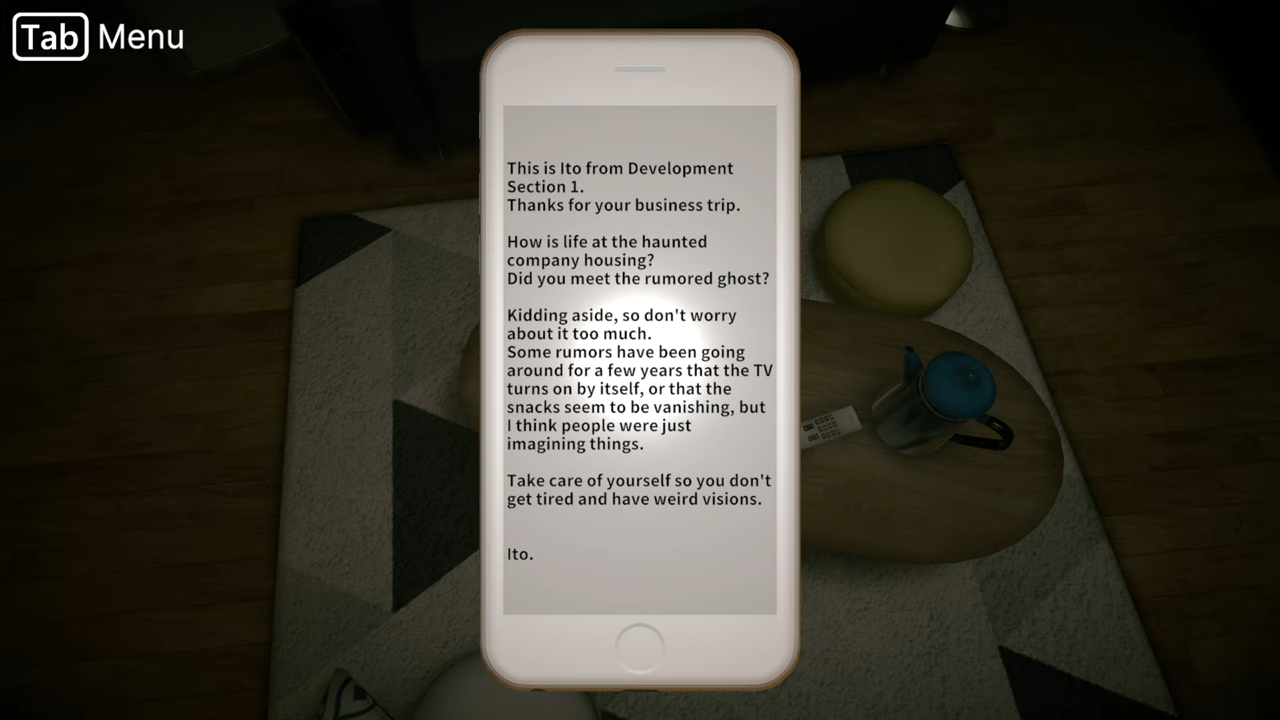 Tab Menu
This is Ito from Development
Section 1.
Thanks for your business trip.
How is life at the haunted
company housing?
Did you meet the rumored ghost?
Kidding aside, so don't worry
about it too much.
Some rumors have been going
around for a few years that the TV
turns on by itself, or that the
snacks seem to be vanishing, but
I think people were just
imagining things.
Take care of yourself so you don't
get tired and have weird visions.
Ito.